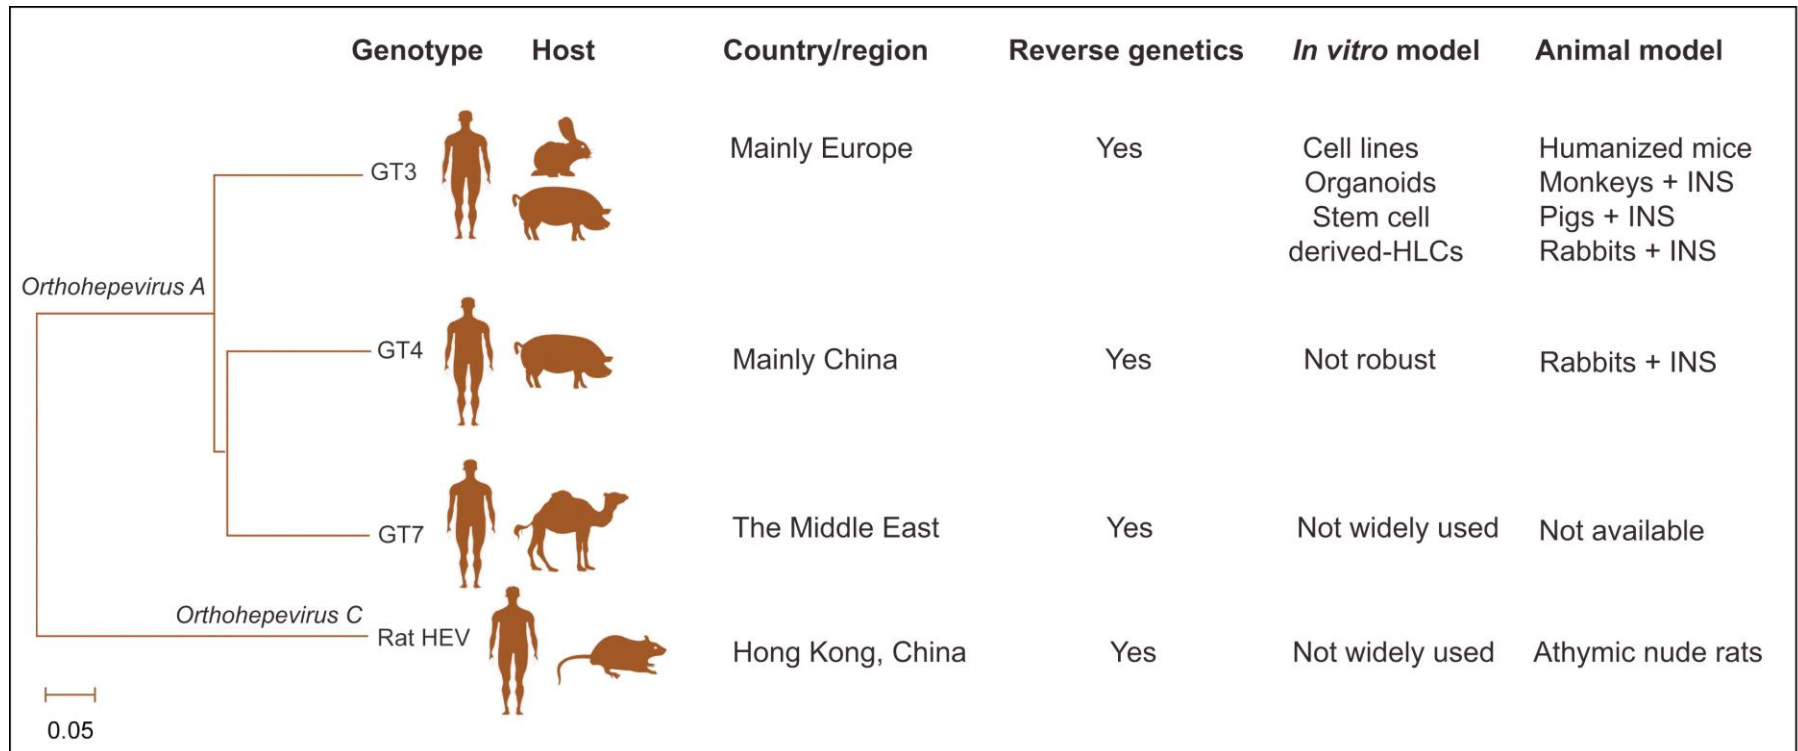 Genotype Host Country/region Reverse genetics In vitro model Animal model
GT3 Mainly Europe Yes Cell lines Humanized mice
Organoids Monkeys + INS
Stem cell Pigs + INS
derived-HLCs Rabbits + INS
Orthohepevirus A
GT4 Mainly China Yes Not robust Rabbits + INS
GT7 The Middle East Yes Not widely used Not available
Orthohepevirus C
Rat HEV Hong Kong, China Yes Not widely used Athymic nude rats
0.05